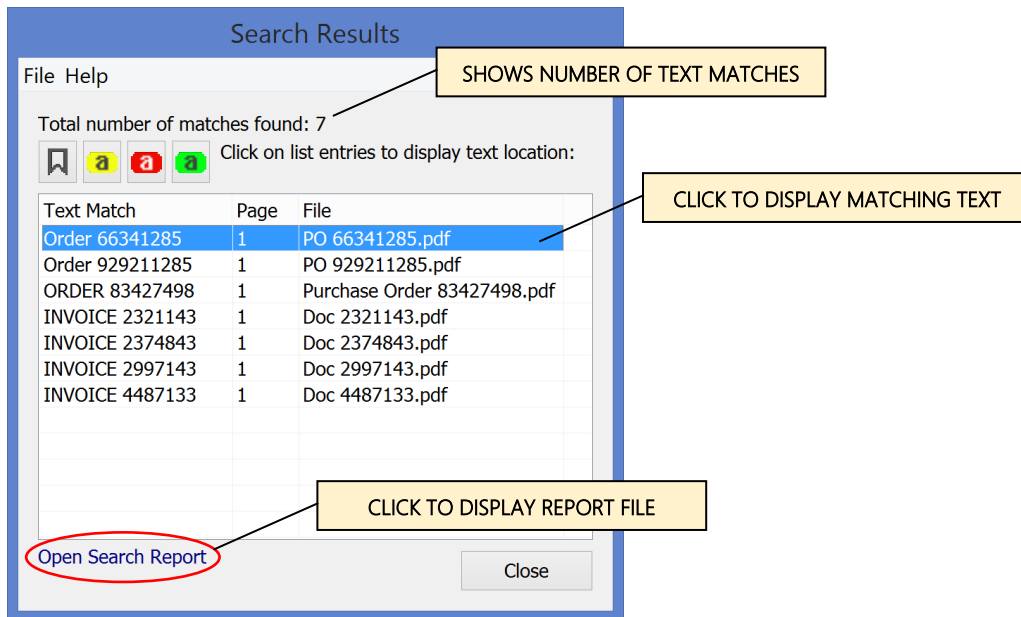 Search Results
SHOWS NUMBER OF TEXT MATCHES
File Help
Total number of matches found: 7
a a a Click on list entries to display text location:
CLICK TO DISPLAY MATCHING TEXT
Text Match Page File
Order 66341285 1 PO 66341285.pdf
Order 929211285 1 PO 929211285.pdf
ORDER 83427498 1 Purchase Order 83427498.pdf
INVOICE 2321143 1 Doc 2321143.pdf
INVOICE 2374843 1 Doc 2374843.pdf
INVOICE 2997143 1 Doc 2997143.pdf
INVOICE 4487133 1 Doc 4487133.pdf
CLICK TO DISPLAY REPORT FILE
Open Search Report
Close